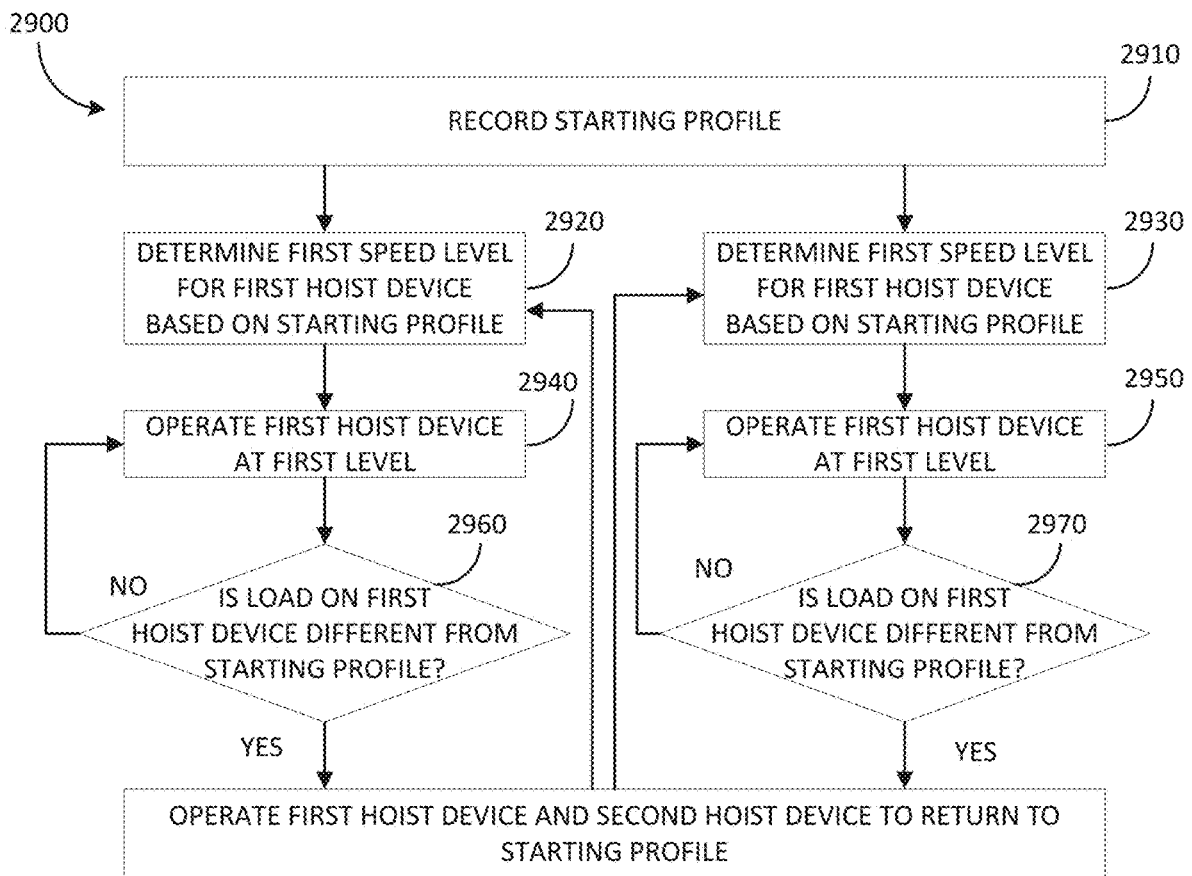 2900
2910
RECORD STARTING PROFILE
2920
DETERMINE FIRST SPEED LEVEL
FOR FIRST HOIST DEVICE
BASED ON STARTING PROFILE
2930
DETERMINE FIRST SPEED LEVEL
FOR FIRST HOIST DEVICE
BASED ON STARTING PROFILE
2940
OPERATE FIRST HOIST DEVICE
AT FIRST LEVEL
2950
OPERATE FIRST HOIST DEVICE
AT FIRST LEVEL
2960
NO
IS LOAD ON FIRST
HOIST DEVICE DIFFERENT FROM
STARTING PROFILE?
YES
2970
NO
IS LOAD ON FIRST
HOIST DEVICE DIFFERENT FROM
STARTING PROFILE?
YES
OPERATE FIRST HOIST DEVICE AND SECOND HOIST DEVICE TO RETURN TO
STARTING PROFILE